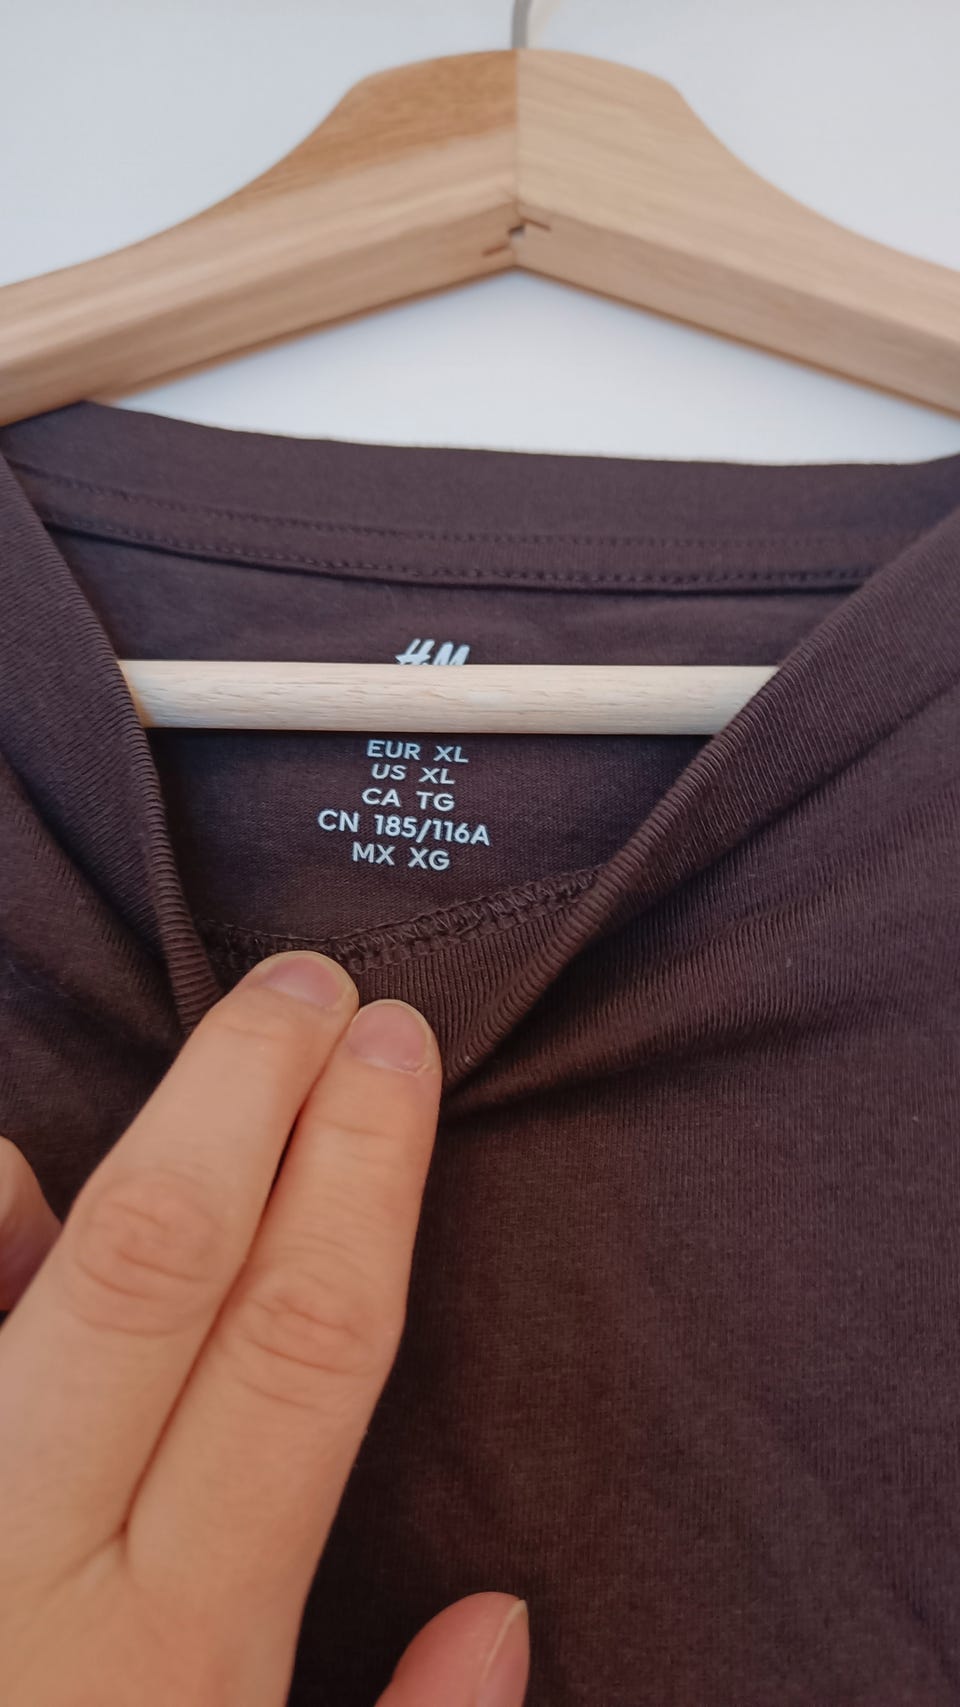 H&M
EUR XL
US XL
CA TG
CN 185/116A
MX XG